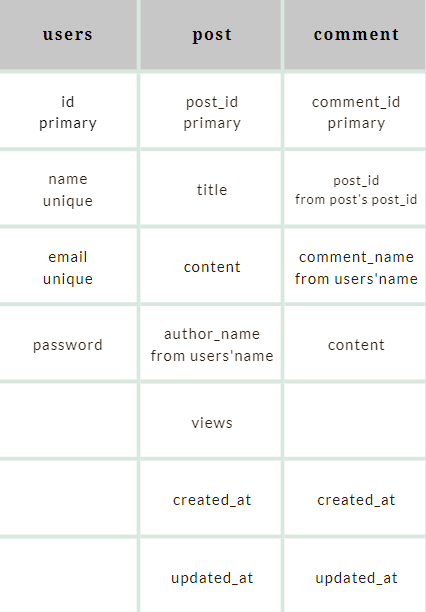 users post comment
id
primary
post_id
primary
comment_id
primary
name
unique
title
post_id
from post's post_id
email
unique
content
comment_name
from users'name
password
author_name
from users'name
content
views
created_at created_at
updated_at updated_at